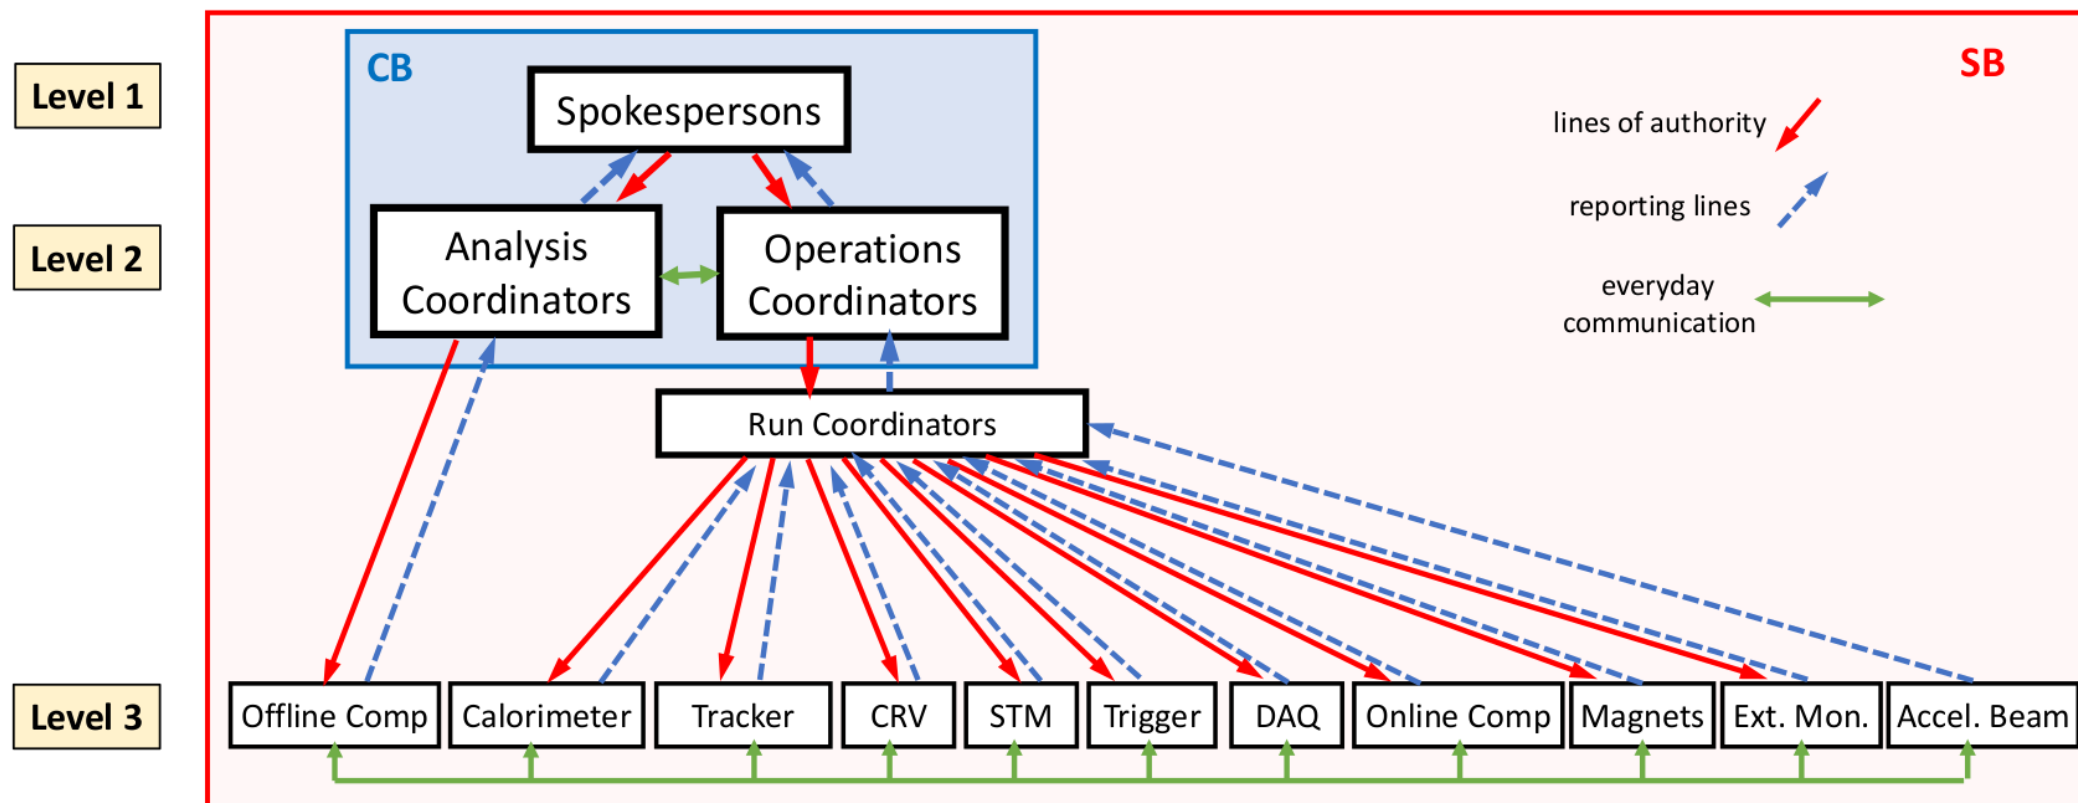 CB
SB
Level 1
Spokespersons
lines of authority
reporting lines
Level 2
Analysis
Coordinators
Operations
Coordinators
everyday
communication
Run Coordinators
Level 3
Offline Comp
Calorimeter
Tracker
CRV
STM
Trigger
DAQ
Online Comp
Magnets
Ext. Mon.
Accel. Beam